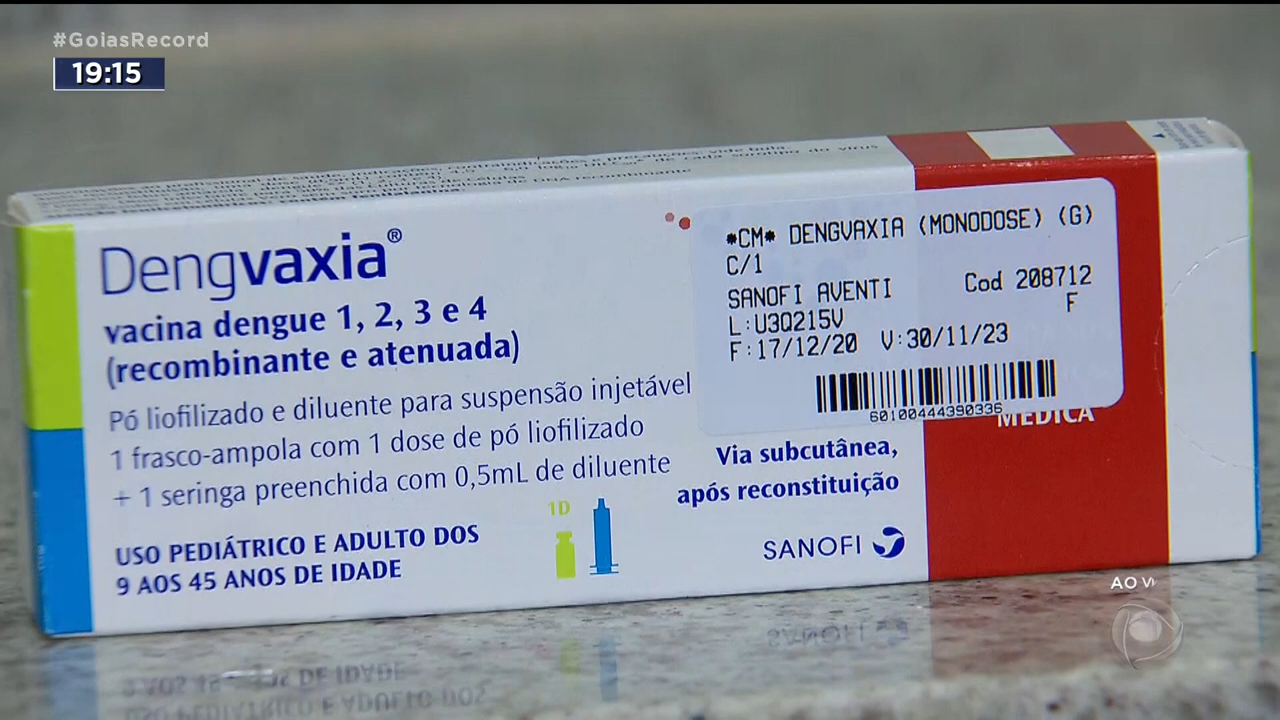 #GoiasRecord
19:15
Dengvaxia®
vacina dengue 1, 2, 3 e 4
(recombinante e atenuada)
Pó liofilizado e diluente para suspensão injetável
1 frasco-ampola com 1 dose de pó liofilizado
+ 1 seringa preenchida com 0,5mL de diluente
USO PEDIÁTRICO E ADULTO DOS
9 AOS 45 ANOS DE IDADE
1D
*CM* DENGVAXIA (MONODOSE) (G)
C/1
SANOFI AVENTI Cod 208712
L:U3Q215V F
F:17/12/20 V:30/11/23
60100444390336
MÉDICA
Via subcutânea,
após reconstituição
SANOFI
AO VI